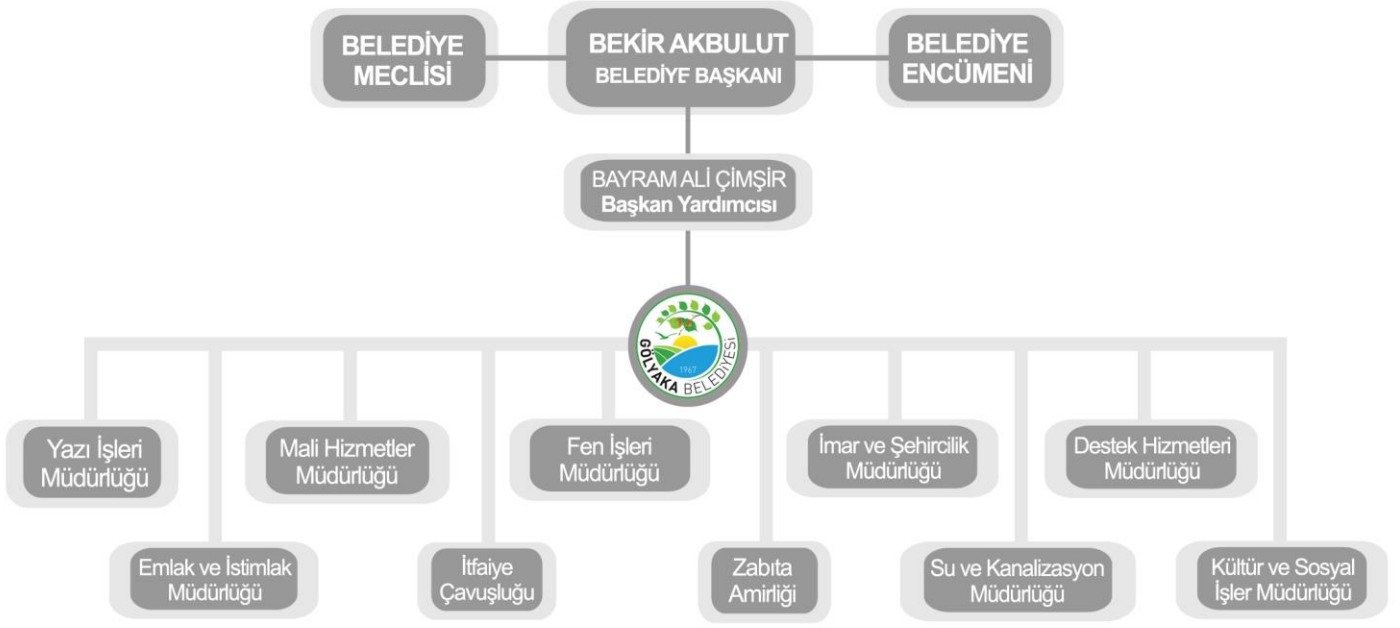 BELEDİYE
MECLİSİ
BEKİR AKBULUT
BELEDİYF BAŞKANI
BELEDİYE
ENCÜMENİ
BAYRAM ALİ ÇİMŞİR
Başkan Yardımcısı
GÖLYAKA BELEDİYESİ
1967
Yazı İşleri
Müdürlüğü
Mali Hizmetler
Müdürlüğü
Fen İşleri
Müdürlüğü
İmar ve Şehircilik
Müdürlüğü
Destek Hizmetleri
Müdürlüğü
Emlak ve İstimlak
Müdürlüğü
İtfaiye
Çavuşluğu
Zabıta
Amirliği
Su ve Kanalizasyon
Müdürlüğü
Kültür ve Sosyal
İşler Müdürlüğü